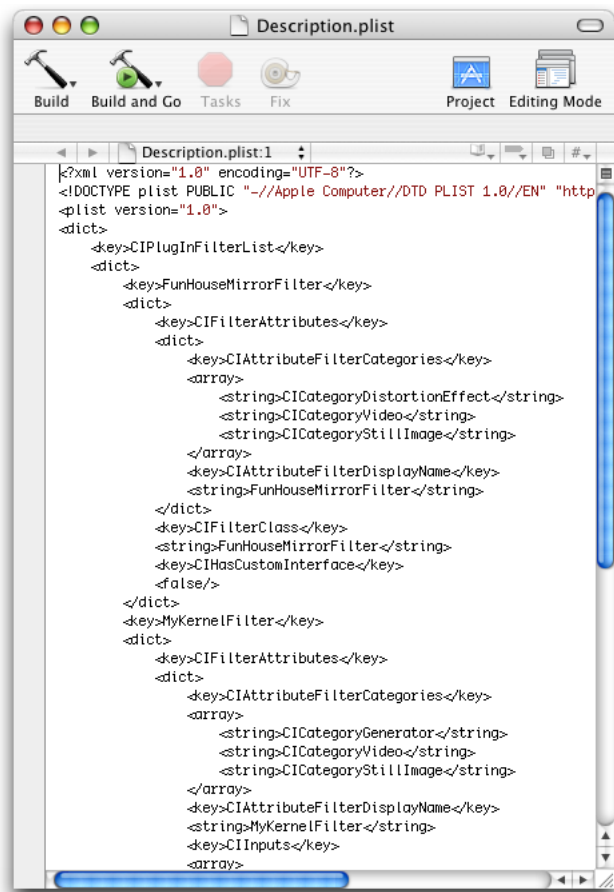 Description.plist
Build Build and Go Tasks Fix Project Editing Mode
Description.plist:1 #
<?xml version="1.0" encoding="UTF-8"?>
<!DOCTYPE plist PUBLIC "-//Apple Computer//DTD PLIST 1.0//EN" "http
<plist version="1.0">
<dict>
<key>CIPlugInFilterList</key>
<dict>
<key>FunHouseMirrorFilter</key>
<dict>
<key>CIFilterAttributes</key>
<dict>
<key>CIAttributeFilterCategories</key>
<array>
<string>CICategoryDistortionEffect</string>
<string>CICategoryVideo</string>
<string>CICategoryStillImage</string>
</array>
<key>CIAttributeFilterDisplayName</key>
<string>FunHouseMirrorFilter</string>
</dict>
<key>CIFilterClass</key>
<string>FunHouseMirrorFilter</string>
<key>CIHasCustomInterface</key>
<false/>
</dict>
<key>MyKernelFilter</key>
<dict>
<key>CIFilterAttributes</key>
<dict>
<key>CIAttributeFilterCategories</key>
<array>
<string>CICategoryGenerator</string>
<string>CICategoryVideo</string>
<string>CICategoryStillImage</string>
</array>
<key>CIAttributeFilterDisplayName</key>
<string>MyKernelFilter</string>
<key>CIInputs</key>
<array>